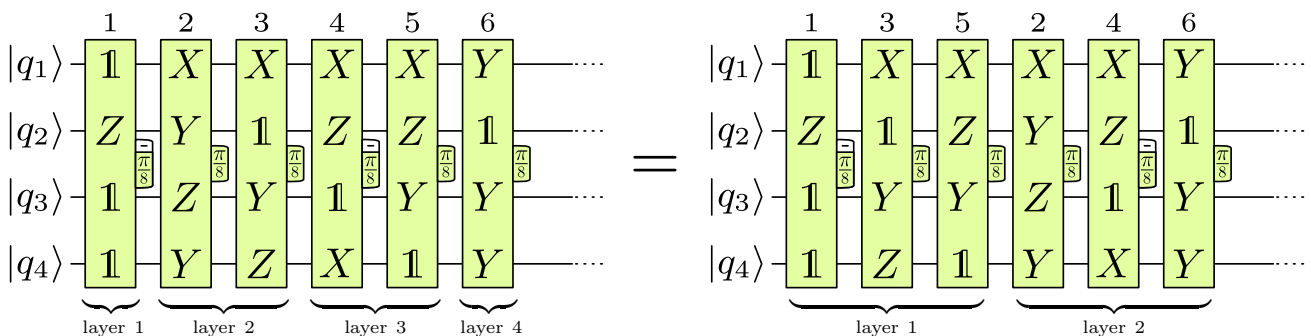 1 2 3 4 5 6 1 3 5 2 4 6
|q₁⟩ 𝟙 X X X X Y |q₁⟩ 𝟙 X X X X Y
|q₂⟩ Z Y 𝟙 Z Z 𝟙 |q₂⟩ Z 𝟙 Z Y Z 𝟙
-π/8 π/8 π/8 -π/8 π/8 π/8 = -π/8 π/8 π/8 π/8 -π/8 π/8
|q₃⟩ 𝟙 Z Y 𝟙 Y Y |q₃⟩ 𝟙 Y Y Z 𝟙 Y
|q₄⟩ 𝟙 Y Z X 𝟙 Y |q₄⟩ 𝟙 Z 𝟙 Y X Y
layer 1 layer 2 layer 3 layer 4 layer 1 layer 2